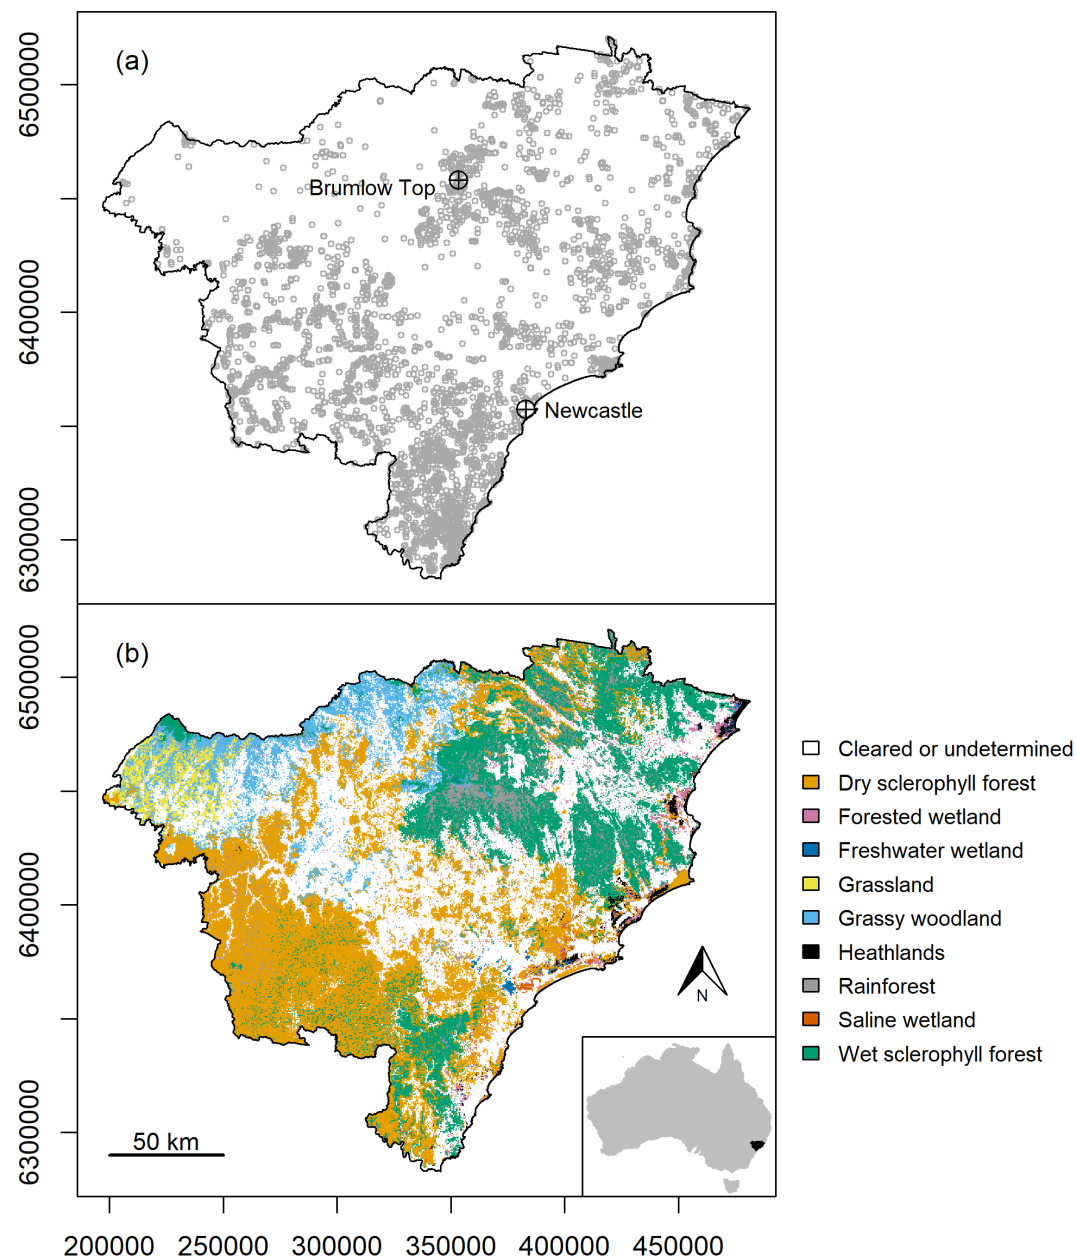 (a)
6500000
Brumlow Top
6400000
Newcastle
6300000
(b)
6500000
Cleared or undetermined
Dry sclerophyll forest
Forested wetland
Freshwater wetland
Grassland
6400000
Grassy woodland
Heathlands
Rainforest
N
Saline wetland
Wet sclerophyll forest
6300000
50 km
200000 250000 300000 350000 400000 450000